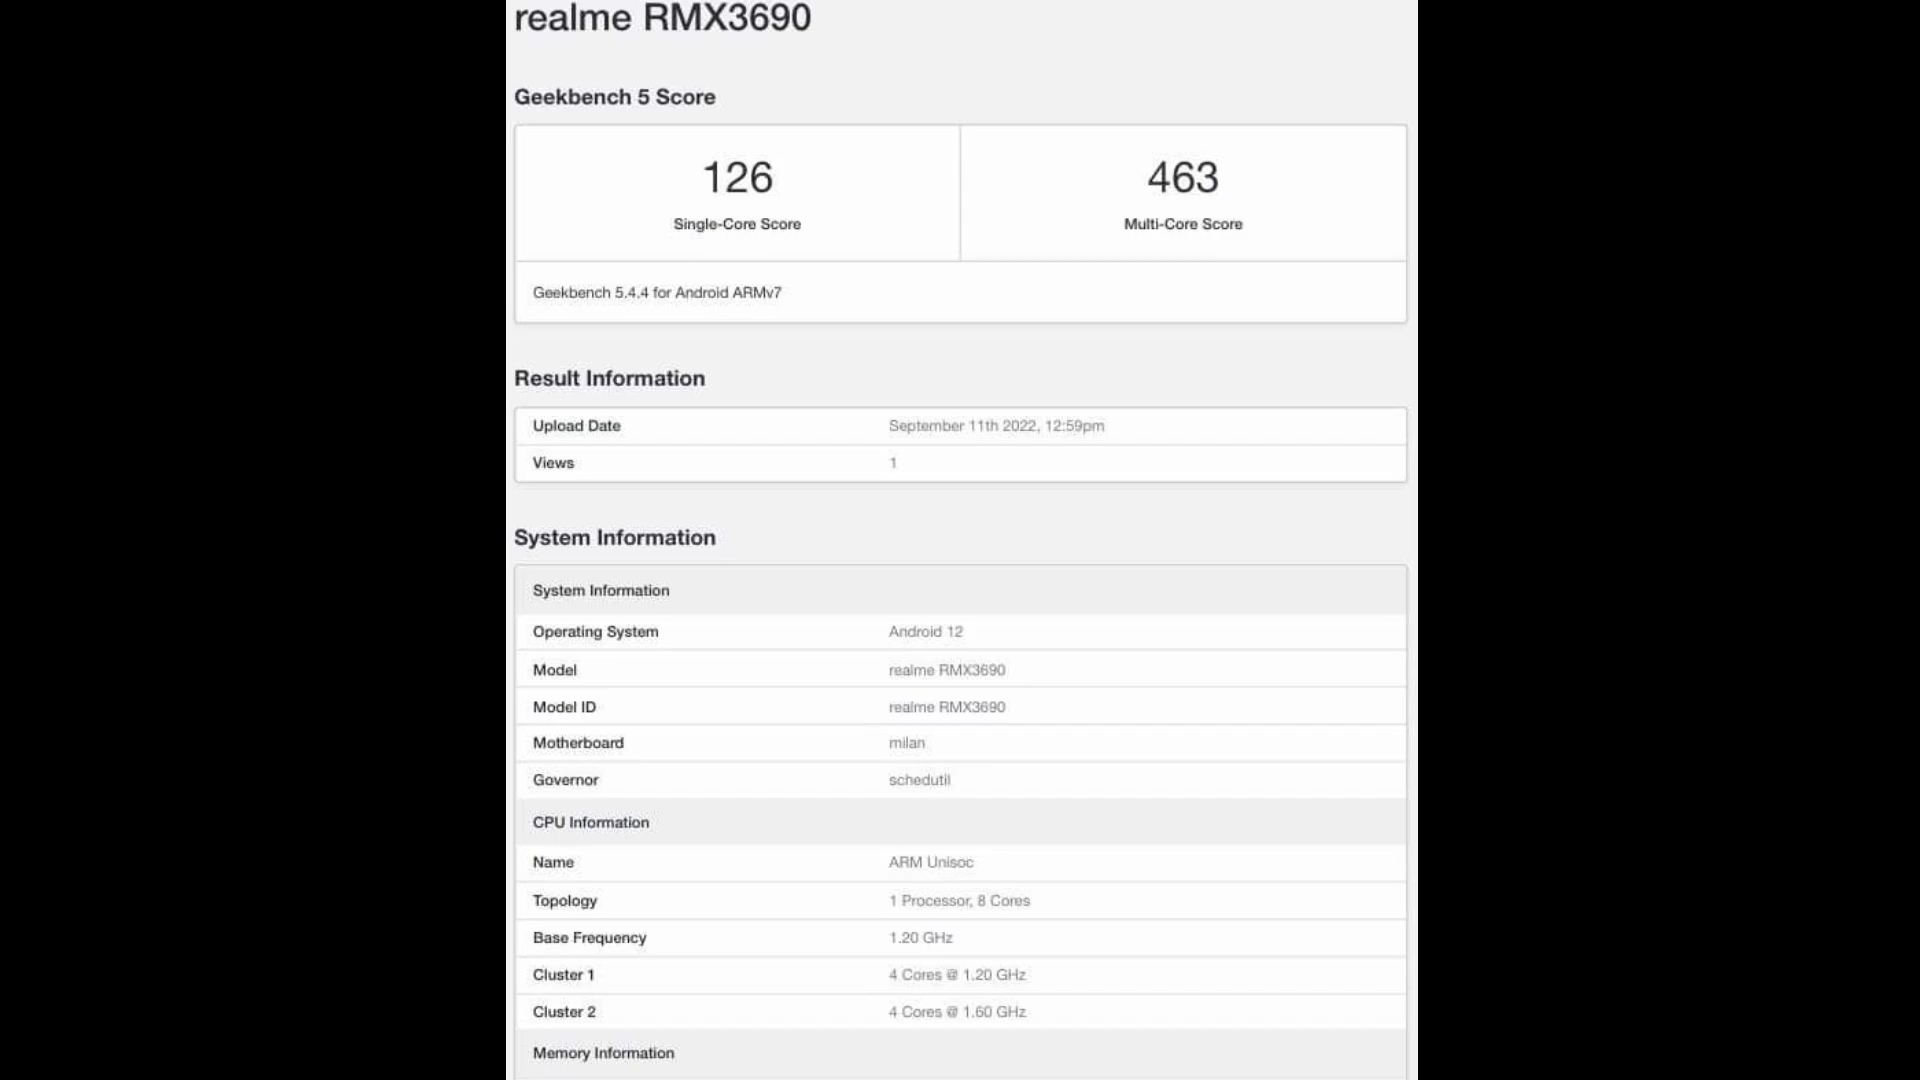 realme RMX3690
Geekbench 5 Score
126
Single-Core Score
463
Multi-Core Score
Geekbench 5.4.4 for Android ARMv7
Result Information
Upload Date September 11th 2022, 12:59pm
Views 1
System Information
System Information
Operating System Android 12
Model realme RMX3690
Model ID realme RMX3690
Motherboard milan
Governor schedutil
CPU Information
Name ARM Unisoc
Topology 1 Processor, 8 Cores
Base Frequency 1.20 GHz
Cluster 1 4 Cores @ 1.20 GHz
Cluster 2 4 Cores @ 1.60 GHz
Memory Information